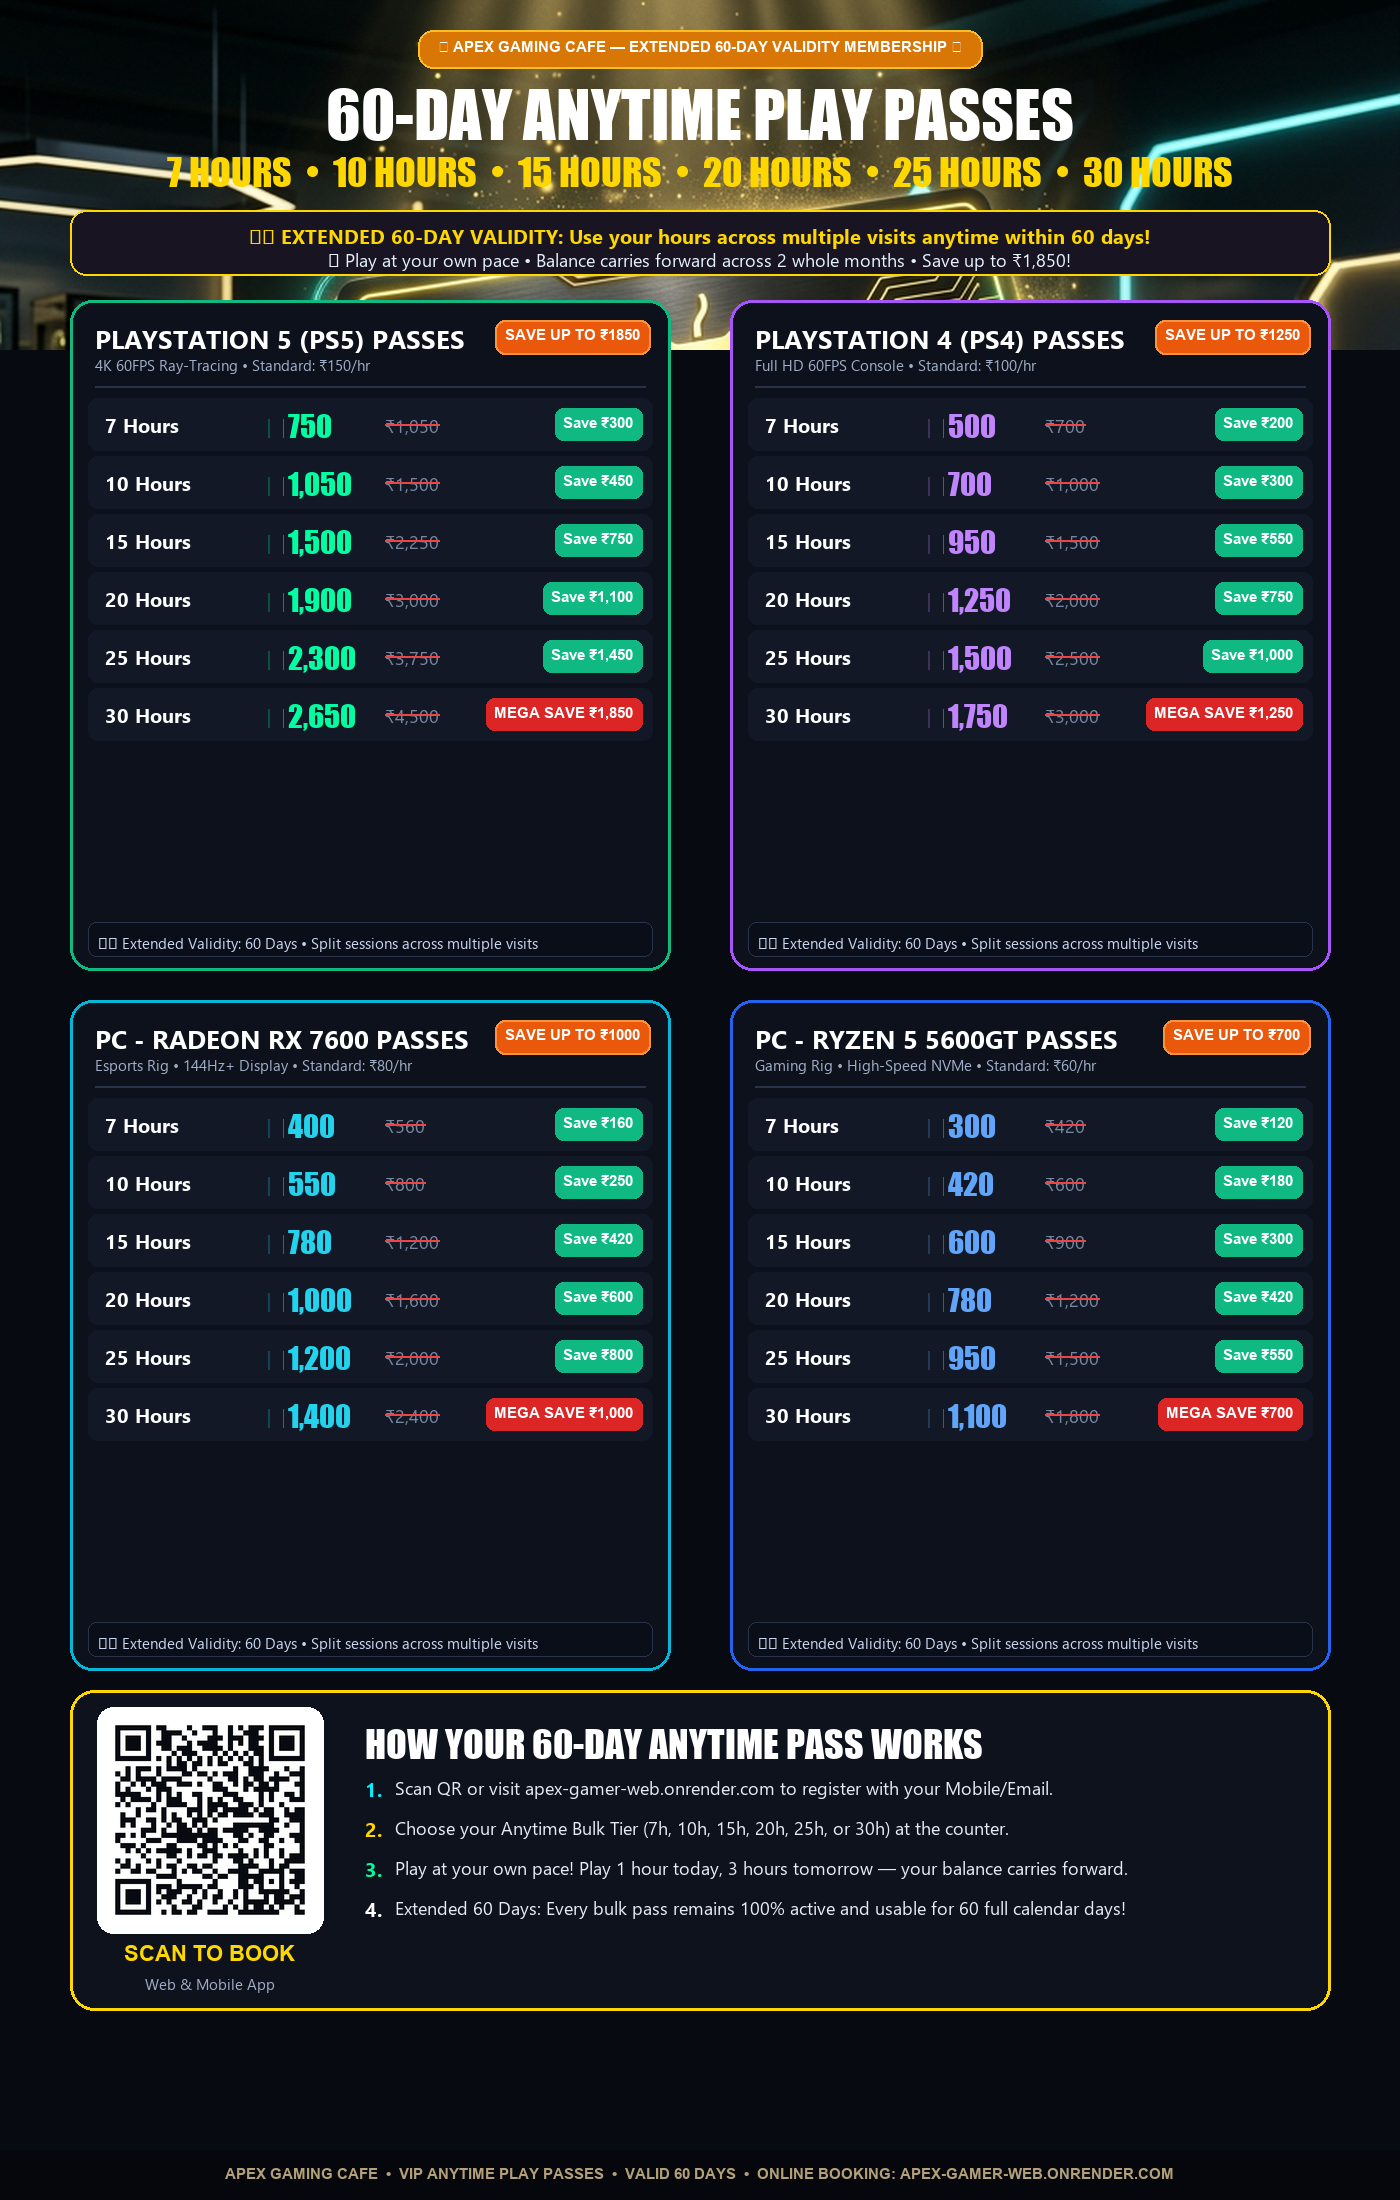 APEX GAMING CAFE — EXTENDED 60-DAY VALIDITY MEMBERSHIP
60-DAY ANYTIME PLAY PASSES
7 HOURS • 10 HOURS • 15 HOURS • 20 HOURS • 25 HOURS • 30 HOURS
EXTENDED 60-DAY VALIDITY: Use your hours across multiple visits anytime within 60 days!
Play at your own pace • Balance carries forward across 2 whole months • Save up to ₹1,850!
PLAYSTATION 5 (PS5) PASSES SAVE UP TO ₹1850
4K 60FPS Ray-Tracing • Standard: ₹150/hr
7 Hours 750 ₹1,050 Save ₹300
10 Hours 1,050 ₹1,500 Save ₹450
15 Hours 1,500 ₹2,250 Save ₹750
20 Hours 1,900 ₹3,000 Save ₹1,100
25 Hours 2,300 ₹3,750 Save ₹1,450
30 Hours 2,650 ₹4,500 MEGA SAVE ₹1,850
Extended Validity: 60 Days • Split sessions across multiple visits
PLAYSTATION 4 (PS4) PASSES SAVE UP TO ₹1250
Full HD 60FPS Console • Standard: ₹100/hr
7 Hours 500 ₹700 Save ₹200
10 Hours 700 ₹1,000 Save ₹300
15 Hours 950 ₹1,500 Save ₹550
20 Hours 1,250 ₹2,000 Save ₹750
25 Hours 1,500 ₹2,500 Save ₹1,000
30 Hours 1,750 ₹3,000 MEGA SAVE ₹1,250
Extended Validity: 60 Days • Split sessions across multiple visits
PC - RADEON RX 7600 PASSES SAVE UP TO ₹1000
Esports Rig • 144Hz+ Display • Standard: ₹80/hr
7 Hours 400 ₹560 Save ₹160
10 Hours 550 ₹800 Save ₹250
15 Hours 780 ₹1,200 Save ₹420
20 Hours 1,000 ₹1,600 Save ₹600
25 Hours 1,200 ₹2,000 Save ₹800
30 Hours 1,400 ₹2,400 MEGA SAVE ₹1,000
Extended Validity: 60 Days • Split sessions across multiple visits
PC - RYZEN 5 5600GT PASSES SAVE UP TO ₹700
Gaming Rig • High-Speed NVMe • Standard: ₹60/hr
7 Hours 300 ₹420 Save ₹120
10 Hours 420 ₹600 Save ₹180
15 Hours 600 ₹900 Save ₹300
20 Hours 780 ₹1,200 Save ₹420
25 Hours 950 ₹1,500 Save ₹550
30 Hours 1,100 ₹1,800 MEGA SAVE ₹700
Extended Validity: 60 Days • Split sessions across multiple visits
SCAN TO BOOK
Web & Mobile App
HOW YOUR 60-DAY ANYTIME PASS WORKS
1. Scan QR or visit apex-gamer-web.onrender.com to register with your Mobile/Email.
2. Choose your Anytime Bulk Tier (7h, 10h, 15h, 20h, 25h, or 30h) at the counter.
3. Play at your own pace! Play 1 hour today, 3 hours tomorrow — your balance carries forward.
4. Extended 60 Days: Every bulk pass remains 100% active and usable for 60 full calendar days!
APEX GAMING CAFE • VIP ANYTIME PLAY PASSES • VALID 60 DAYS • ONLINE BOOKING: APEX-GAMER-WEB.ONRENDER.COM